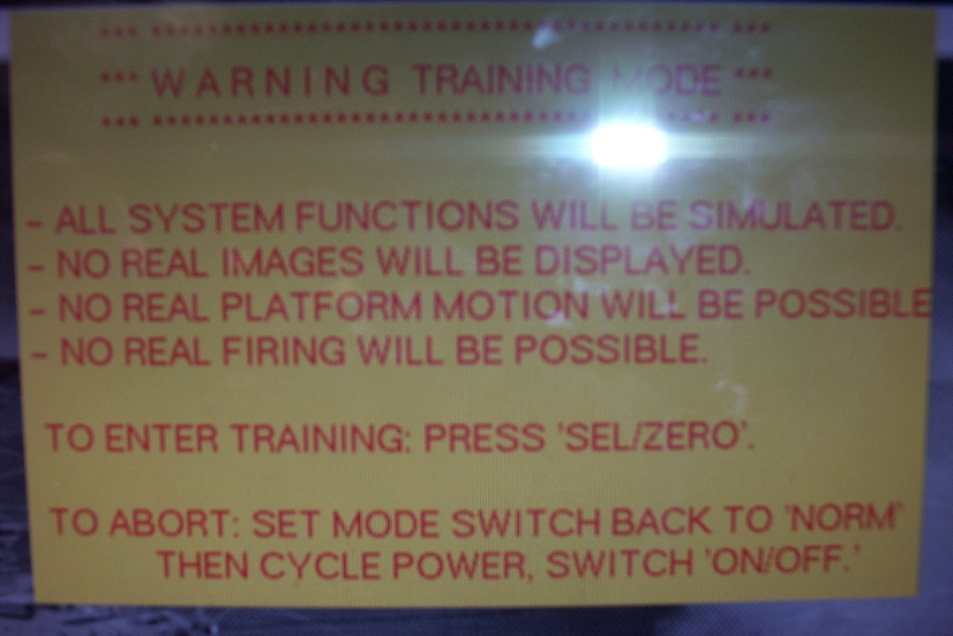 *** ****************************************** ***
*** W A R N I N G TRAINING MODE ***
*** ****************************************** ***
- ALL SYSTEM FUNCTIONS WILL BE SIMULATED.
- NO REAL IMAGES WILL BE DISPLAYED.
- NO REAL PLATFORM MOTION WILL BE POSSIBLE
- NO REAL FIRING WILL BE POSSIBLE.
TO ENTER TRAINING: PRESS 'SEL/ZERO'.
TO ABORT: SET MODE SWITCH BACK TO 'NORM'
THEN CYCLE POWER, SWITCH 'ON/OFF.'